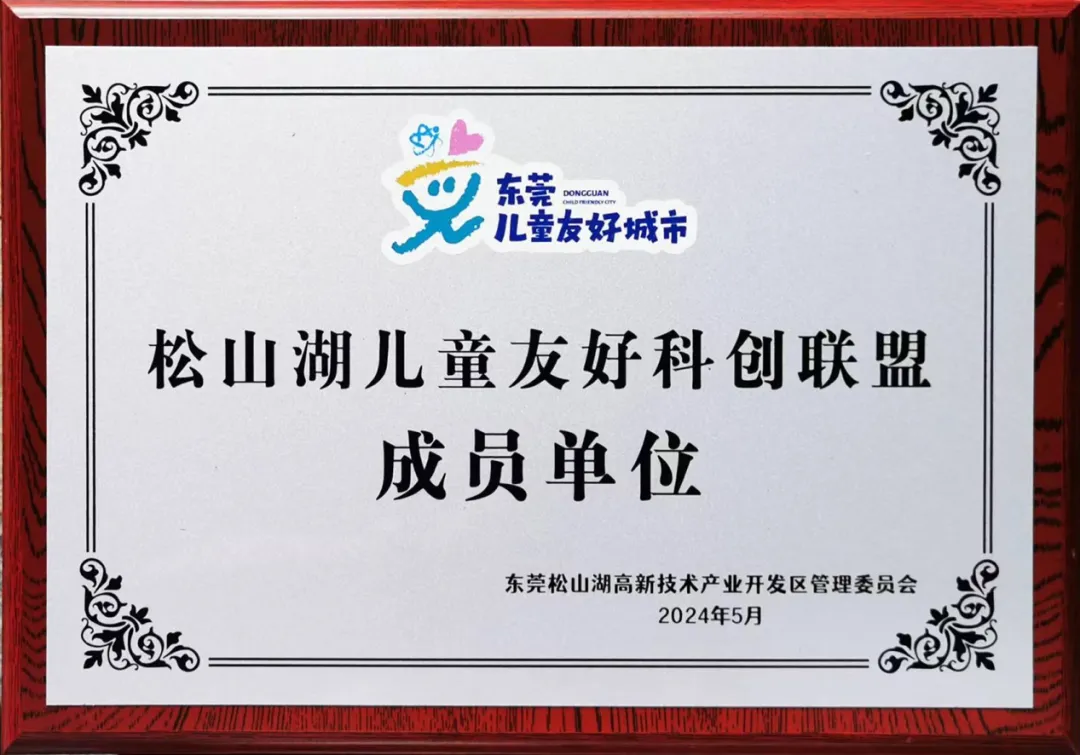 东莞
DONGGUAN
CHILD FRIENDLY CITY
儿童友好城市
松山湖儿童友好科创联盟
成员单位
东莞松山湖高新技术产业开发区管理委员会
2024年5月